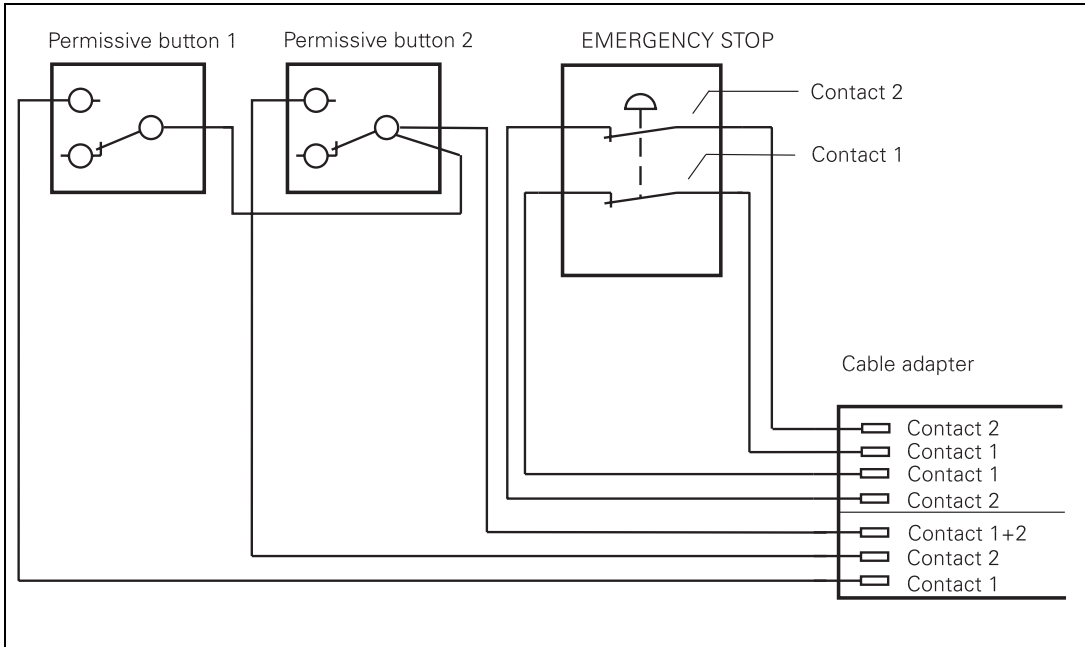 Permissive button 1
Permissive button 2
EMERGENCY STOP
Contact 2
Contact 1
Cable adapter
Contact 2
Contact 1
Contact 1
Contact 2
Contact 1+2
Contact 2
Contact 1